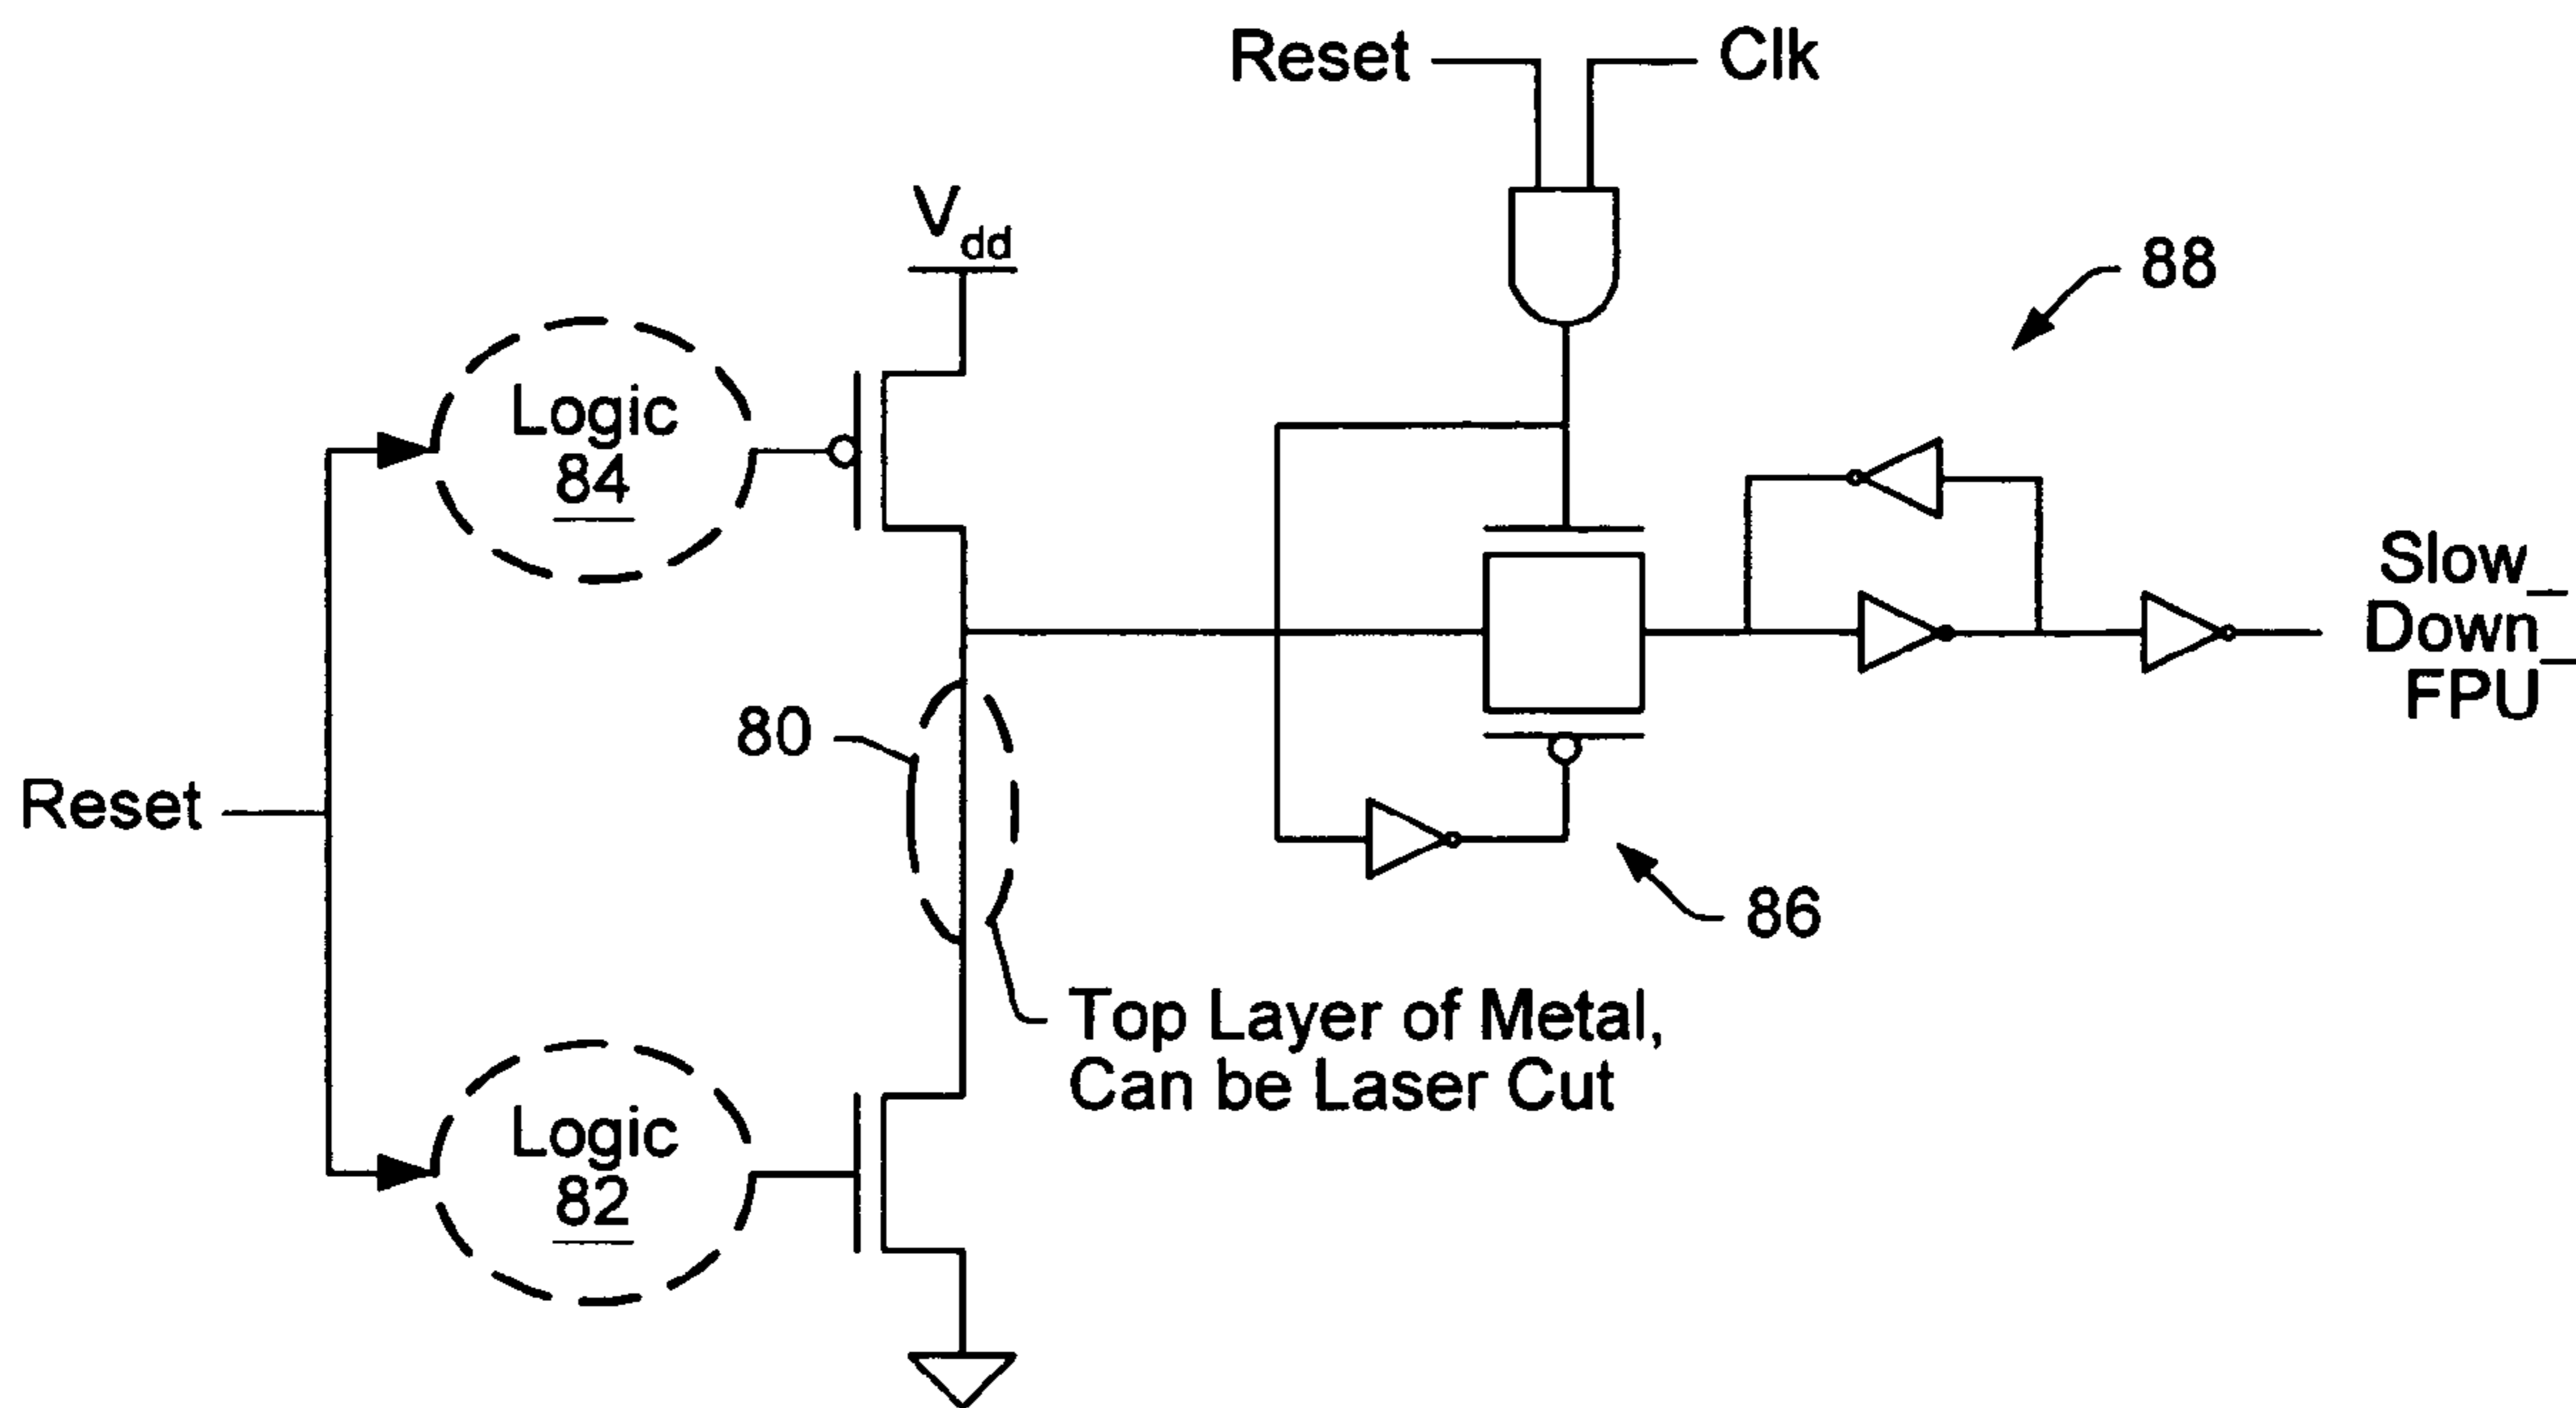 Reset
Clk
Vdd
88
Logic
84
Slow_
Down_
FPU
80
Reset
86
Top Layer of Metal,
Can be Laser Cut
Logic
82